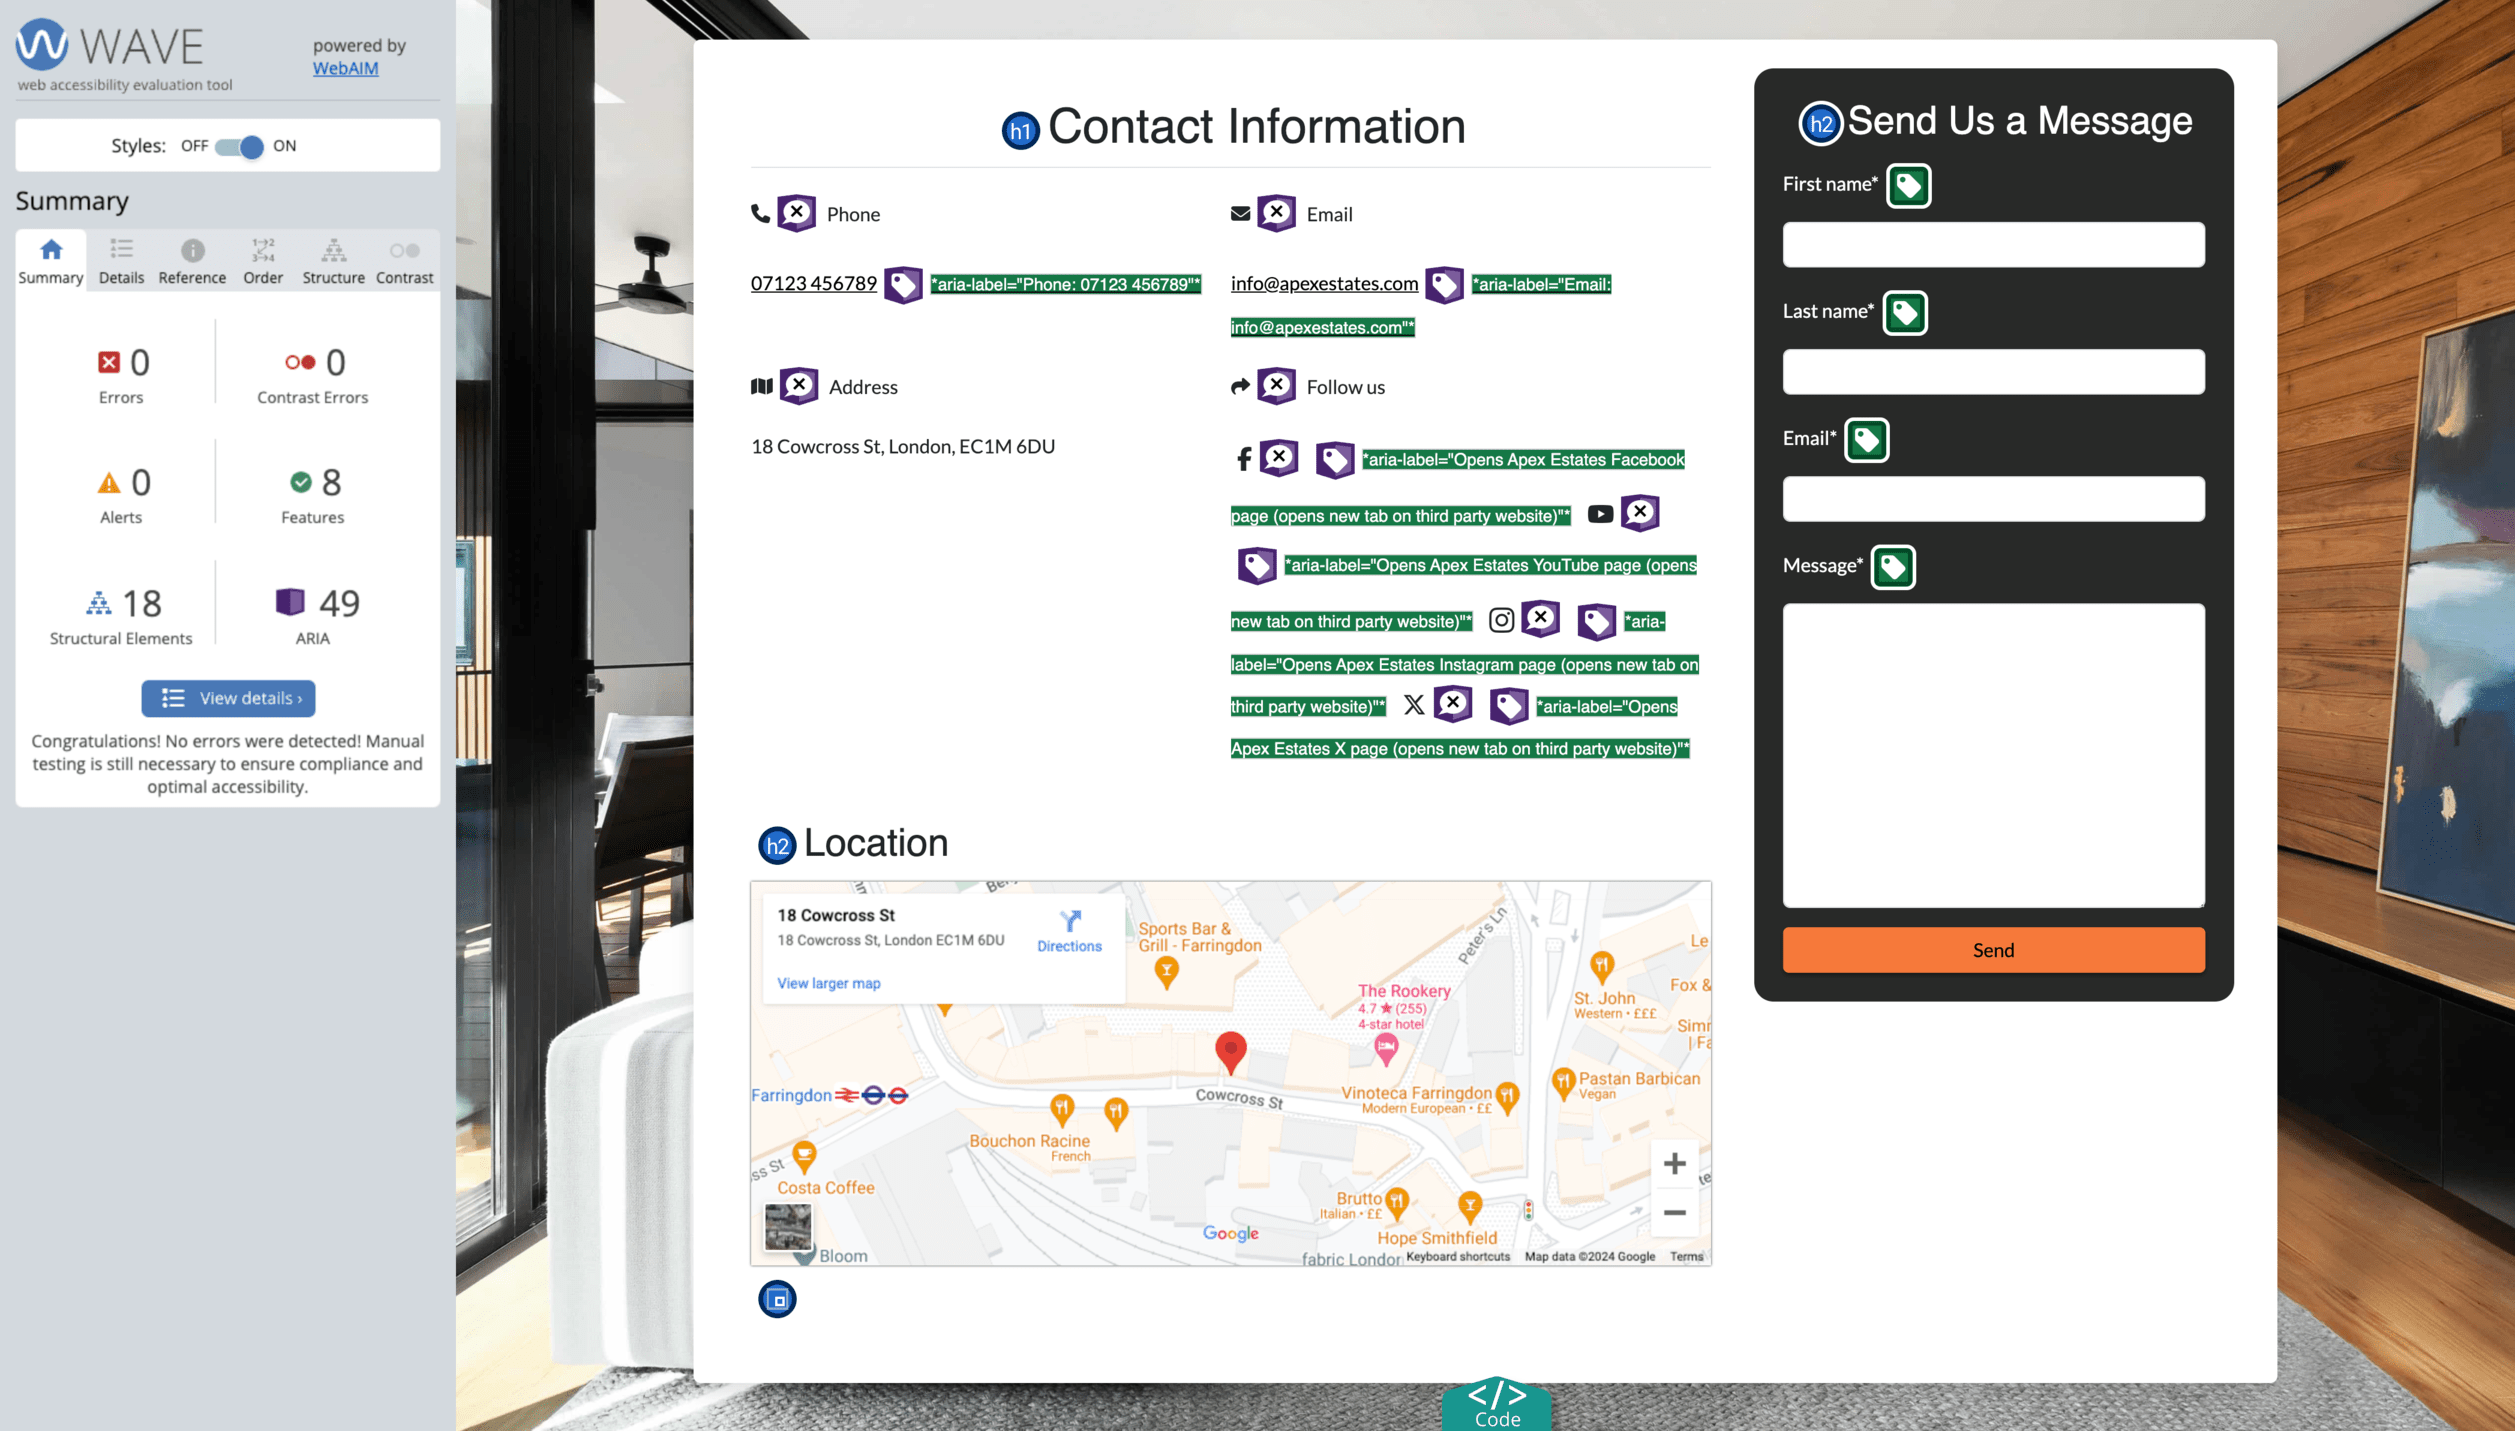 WAVE
web accessibility evaluation tool
powered by
WebAIM
Styles: OFF ON
Summary
Summary Details Reference Order Structure Contrast
0
Errors
0
Contrast Errors
0
Alerts
8
Features
18
Structural Elements
49
ARIA
View details ›
Congratulations! No errors were detected! Manual
testing is still necessary to ensure compliance and
optimal accessibility.
h1 Contact Information
Phone
07123 456789 *aria-label="Phone: 07123 456789"*
Email
info@apexestates.com *aria-label="Email:
info@apexestates.com"*
Address
18 Cowcross St, London, EC1M 6DU
Follow us
*aria-label="Opens Apex Estates Facebook
page (opens new tab on third party website)"*
*aria-label="Opens Apex Estates YouTube page (opens
new tab on third party website)"* *aria-
label="Opens Apex Estates Instagram page (opens new tab on
third party website)"* *aria-label="Opens
Apex Estates X page (opens new tab on third party website)"*
h2 Location
18 Cowcross St
18 Cowcross St, London EC1M 6DU
Directions
View larger map
Sports Bar &
Grill - Farringdon
Peter's Ln
The Rookery
4.7 ★ (255)
4-star hotel
St. John
Western • £££
Le
Fox &
Farringdon
Cowcross St
Vinoteca Farringdon
Modern European • ££
Pastan Barbican
Vegan
Bouchon Racine
French
ss St
Costa Coffee
Brutto
Italian • ££
Hope Smithfield
Google
Bloom
fabric London
Keyboard shortcuts Map data ©2024 Google Terms
h2 Send Us a Message
First name*
Last name*
Email*
Message*
Send
</> Code